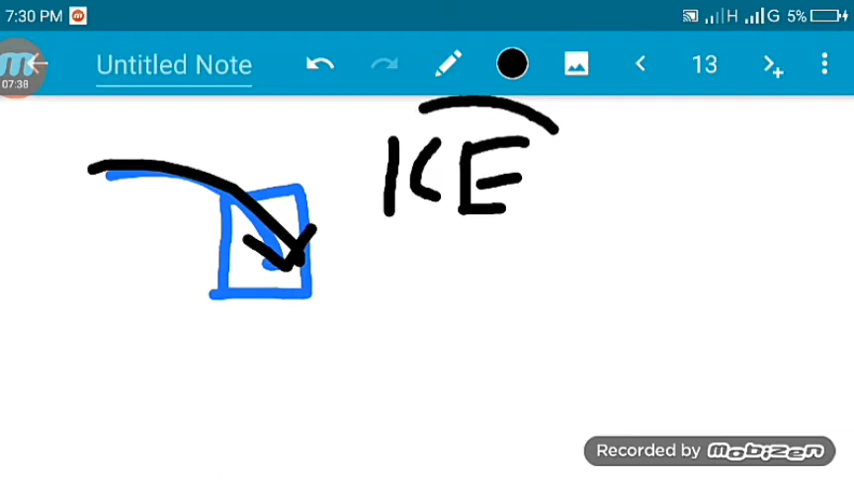 7:30 PM H G 5%
07:38
Untitled Note 13
KE
Recorded by MOBIZEN